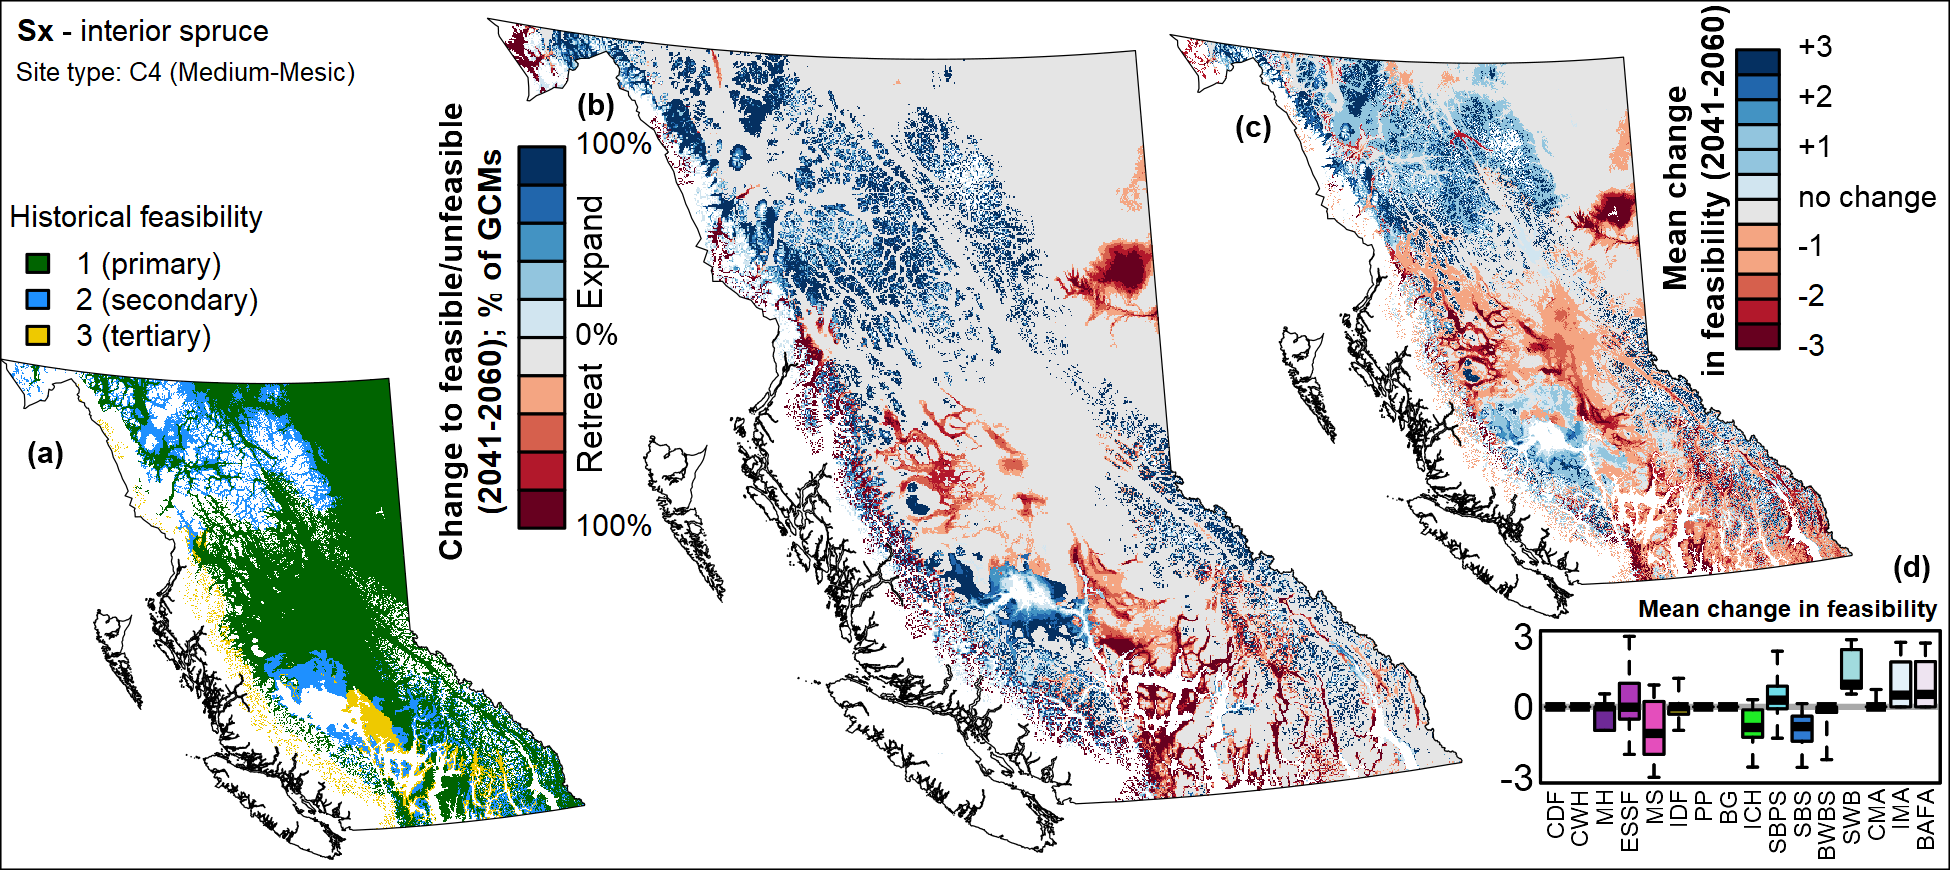 Sx - interior spruce
Site type: C4 (Medium-Mesic)
Historical feasibility
1 (primary)
2 (secondary)
3 (tertiary)
(a)
(b)
Change to feasible/unfeasible
(2041-2060); % of GCMs
100%
Expand
0%
Retreat
100%
(c)
Mean change
in feasibility (2041-2060)
+3
+2
+1
no change
-1
-2
-3
(d)
Mean change in feasibility
3
0
-3
CDF
CWH
MH
ESSF
MS
IDF
PP
BG
ICH
SBPS
SBS
BWBS
SWB
CMA
IMA
BAFA